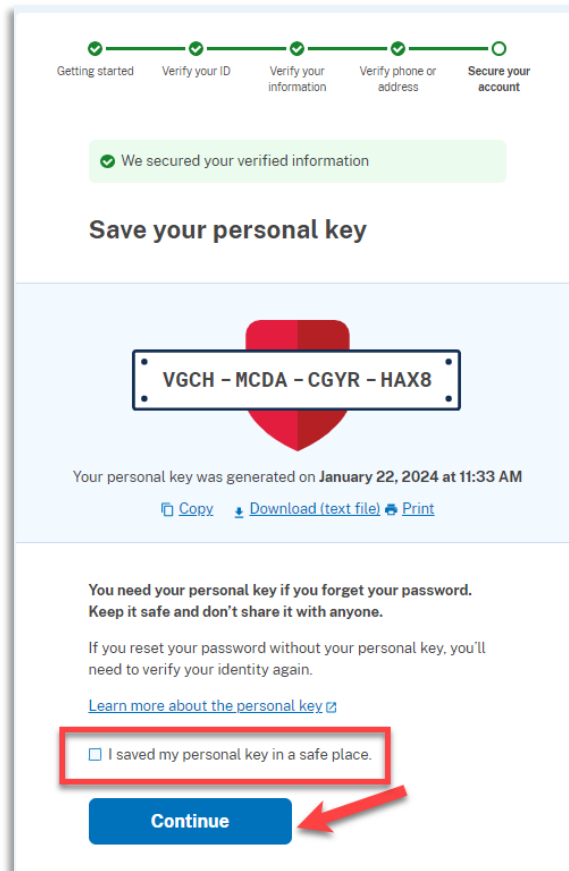 Getting started Verify your ID Verify your information Verify phone or address Secure your account
We secured your verified information
Save your personal key
VGCH – MCDA – CGYR – HAX8
Your personal key was generated on January 22, 2024 at 11:33 AM
Copy Download (text file) Print
You need your personal key if you forget your password.
Keep it safe and don't share it with anyone.
If you reset your password without your personal key, you'll
need to verify your identity again.
Learn more about the personal key
I saved my personal key in a safe place.
Continue